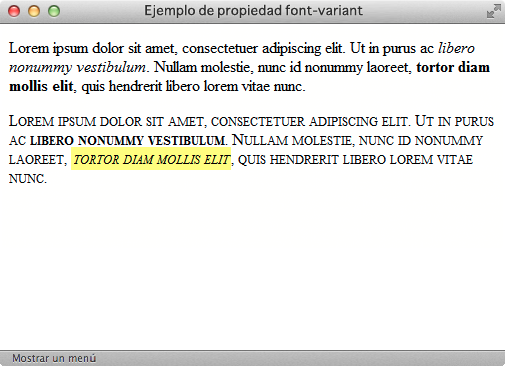 Ejemplo de propiedad font-variant
Lorem ipsum dolor sit amet, consectetuer adipiscing elit. Ut in purus ac libero
nonummy vestibulum. Nullam molestie, nunc id nonummy laoreet, tortor diam
mollis elit, quis hendrerit libero lorem vitae nunc.
Lorem ipsum dolor sit amet, consectetuer adipiscing elit. Ut in purus
ac libero nonummy vestibulum. Nullam molestie, nunc id nonummy
laoreet, tortor diam mollis elit, quis hendrerit libero lorem vitae
nunc.
Mostrar un menú